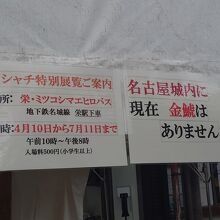 シャチ特別展覧ご案内
所:栄・ミツコシマエヒロバス
地下鉄名城線 栄駅下車
時:4月10日から7月11日まで
午前10時～午後8時
入場料500円(小学生以上)
名古屋城内に
現在 金鯱は
ありません